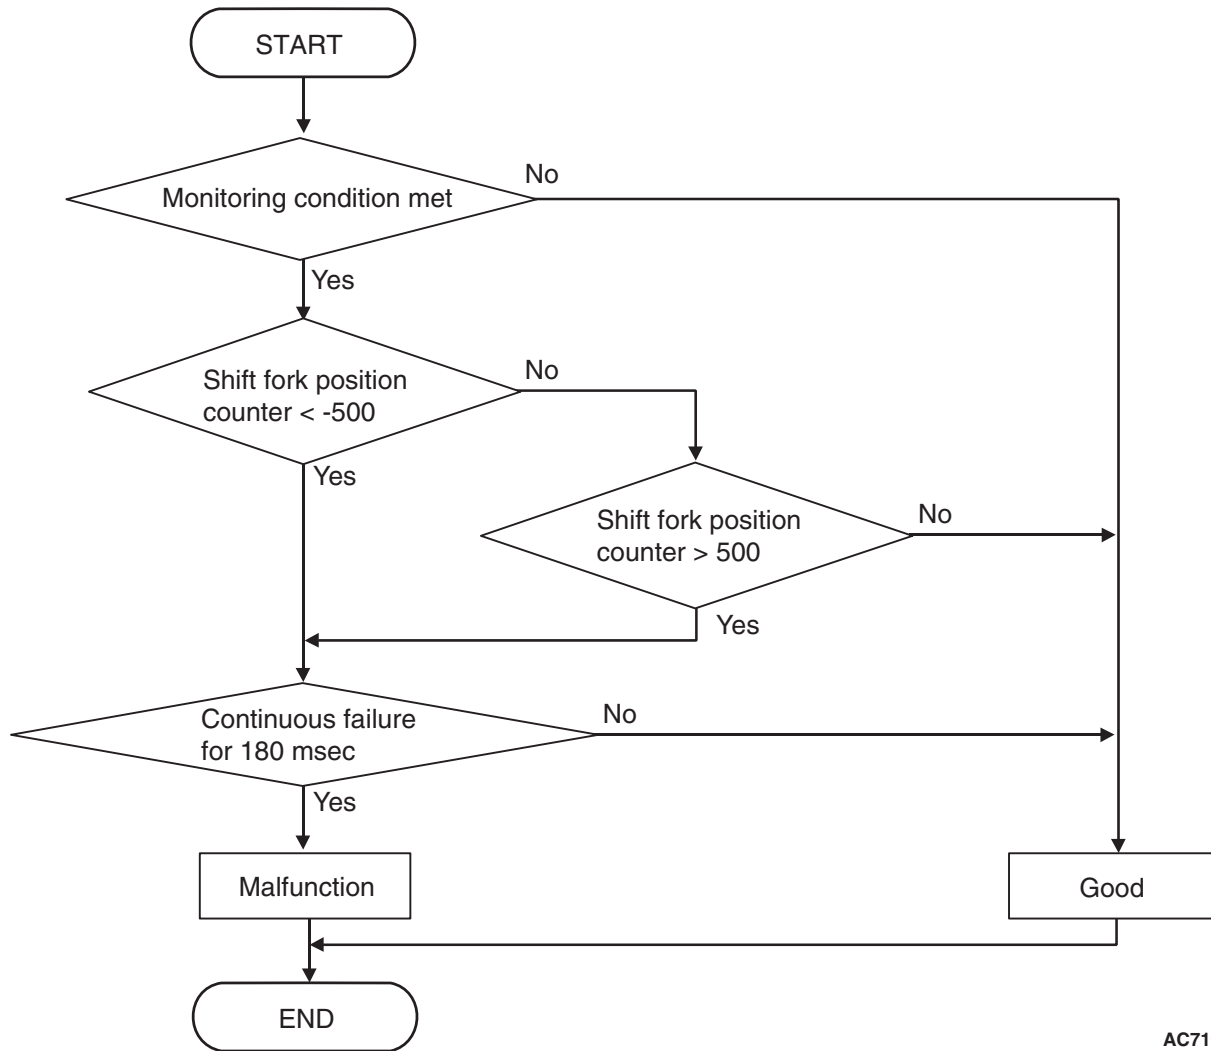 START
Monitoring condition met
No
Yes
Shift fork position
counter < -500
No
Yes
Shift fork position
counter > 500
No
Yes
Continuous failure
for 180 msec
No
Yes
Malfunction
Good
END
AC71